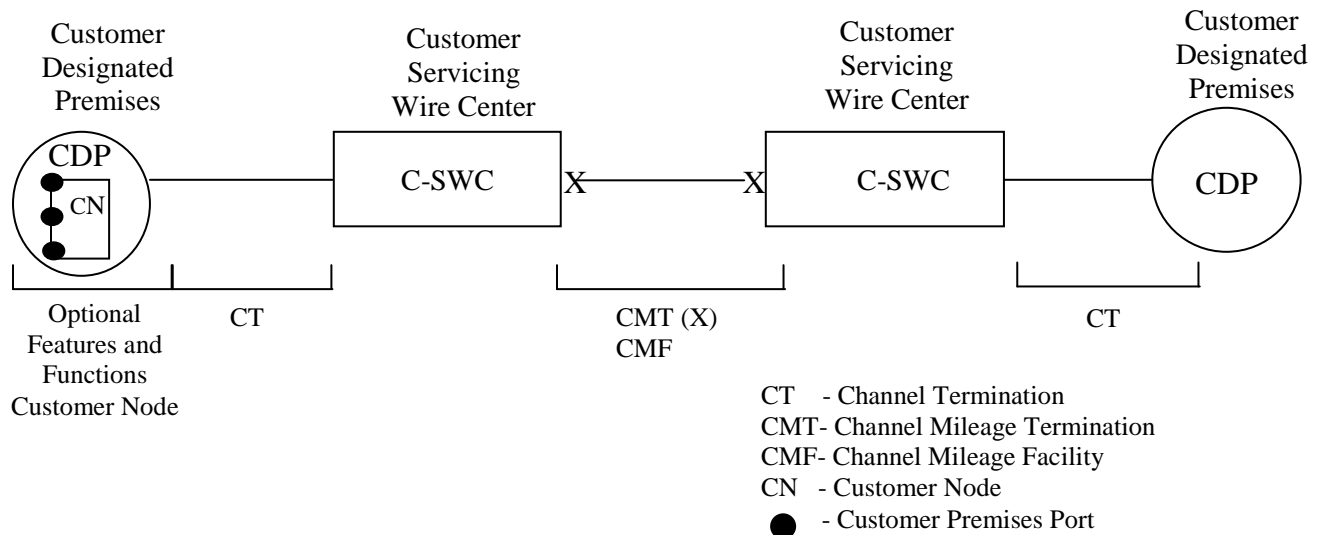 Customer
Designated
Premises
Customer
Servicing
Wire Center
Customer
Servicing
Wire Center
Customer
Designated
Premises
CDP
CN
C-SWC
X
X
C-SWC
CDP
Optional
Features and
Functions
Customer Node
CT
CMT (X)
CMF
CT
CT - Channel Termination
CMT- Channel Mileage Termination
CMF- Channel Mileage Facility
CN - Customer Node
- Customer Premises Port